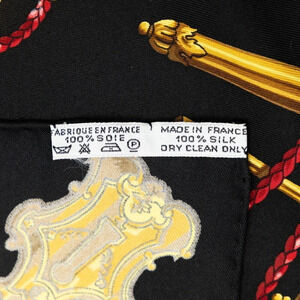 FABRIQUE EN FRANCE
100% SOIE
P
MADE IN FRANCE
100% SILK
DRY CLEAN ONLY